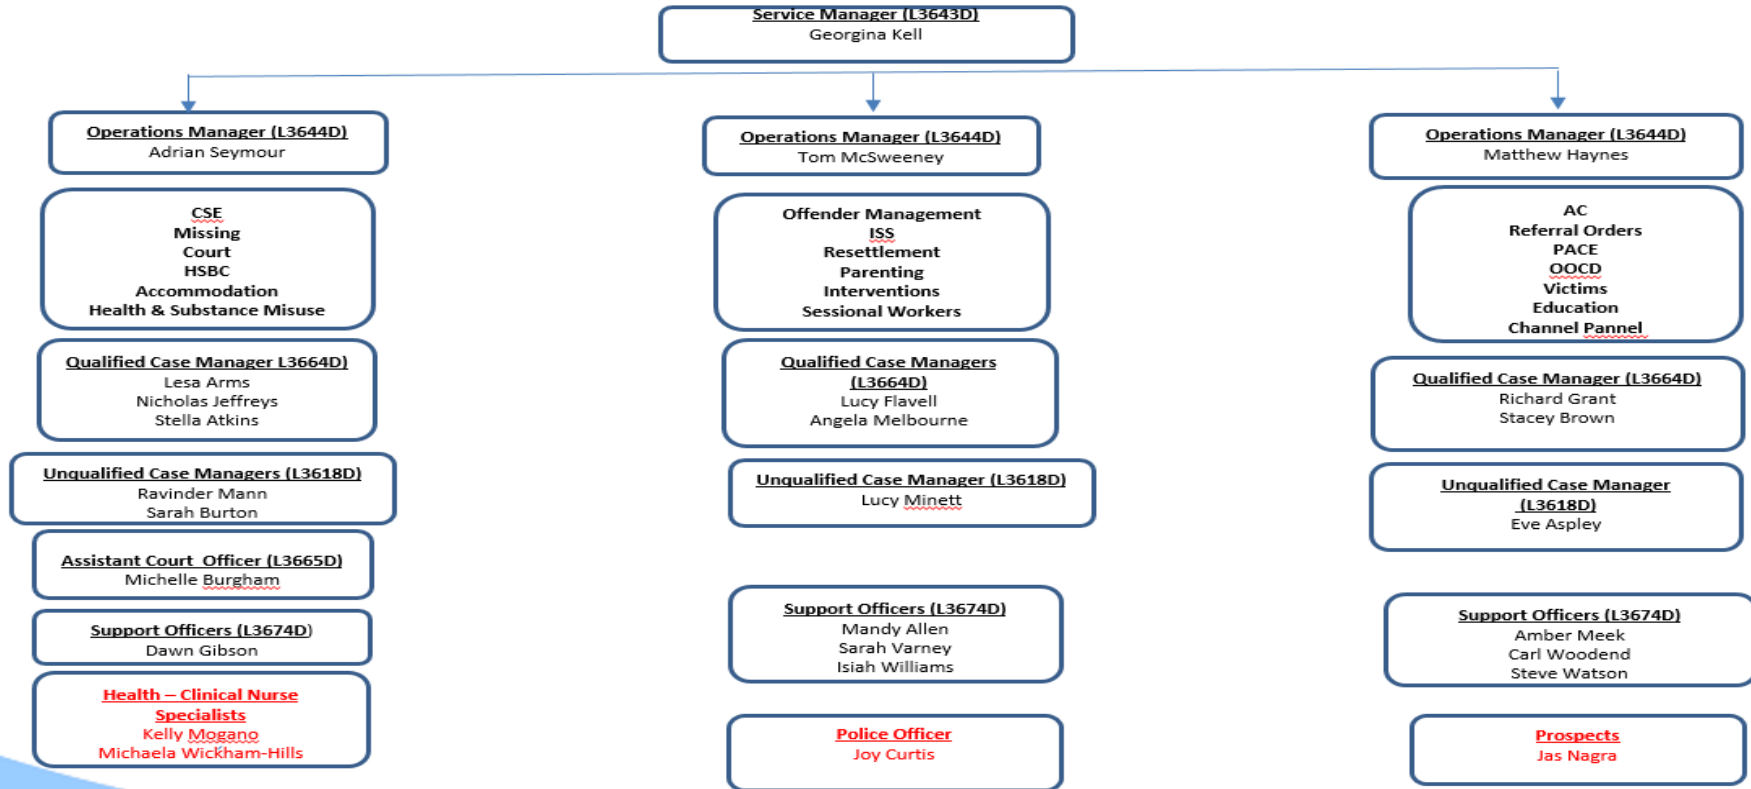 Service Manager (L3643D)
Georgina Kell
Operations Manager (L3644D)
Adrian Seymour
CSE
Missing
Court
HSBC
Accommodation
Health & Substance Misuse
Qualified Case Manager L3664D)
Lesa Arms
Nicholas Jeffreys
Stella Atkins
Unqualified Case Managers (L3618D)
Ravinder Mann
Sarah Burton
Assistant Court Officer (L3665D)
Michelle Burgham
Support Officers (L3674D)
Dawn Gibson
Health – Clinical Nurse
Specialists
Kelly Mogano
Michaela Wickham-Hills
Operations Manager (L3644D)
Tom McSweeney
Offender Management
ISS
Resettlement
Parenting
Interventions
Sessional Workers
Qualified Case Managers
(L3664D)
Lucy Flavell
Angela Melbourne
Unqualified Case Manager (L3618D)
Lucy Minett
Support Officers (L3674D)
Mandy Allen
Sarah Varney
Isiah Williams
Police Officer
Joy Curtis
Operations Manager (L3644D)
Matthew Haynes
AC
Referral Orders
PACE
OOCD
Victims
Education
Channel Pannel
Qualified Case Manager (L3664D)
Richard Grant
Stacey Brown
Unqualified Case Manager
(L3618D)
Eve Aspley
Support Officers (L3674D)
Amber Meek
Carl Woodend
Steve Watson
Prospects
Jas Nagra